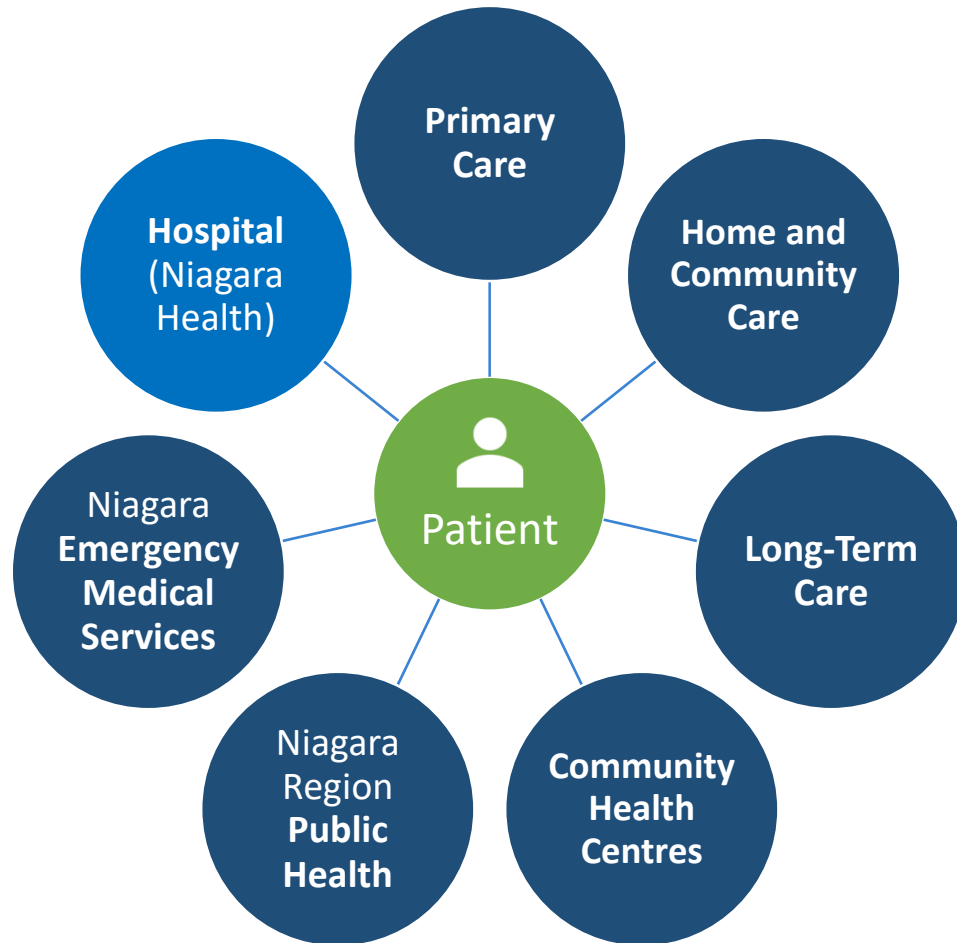 Primary
Care
Home and
Community
Care
Long-Term
Care
Community
Health
Centres
Niagara
Region
Public
Health
Niagara
Emergency
Medical
Services
Hospital
(Niagara
Health)
Patient